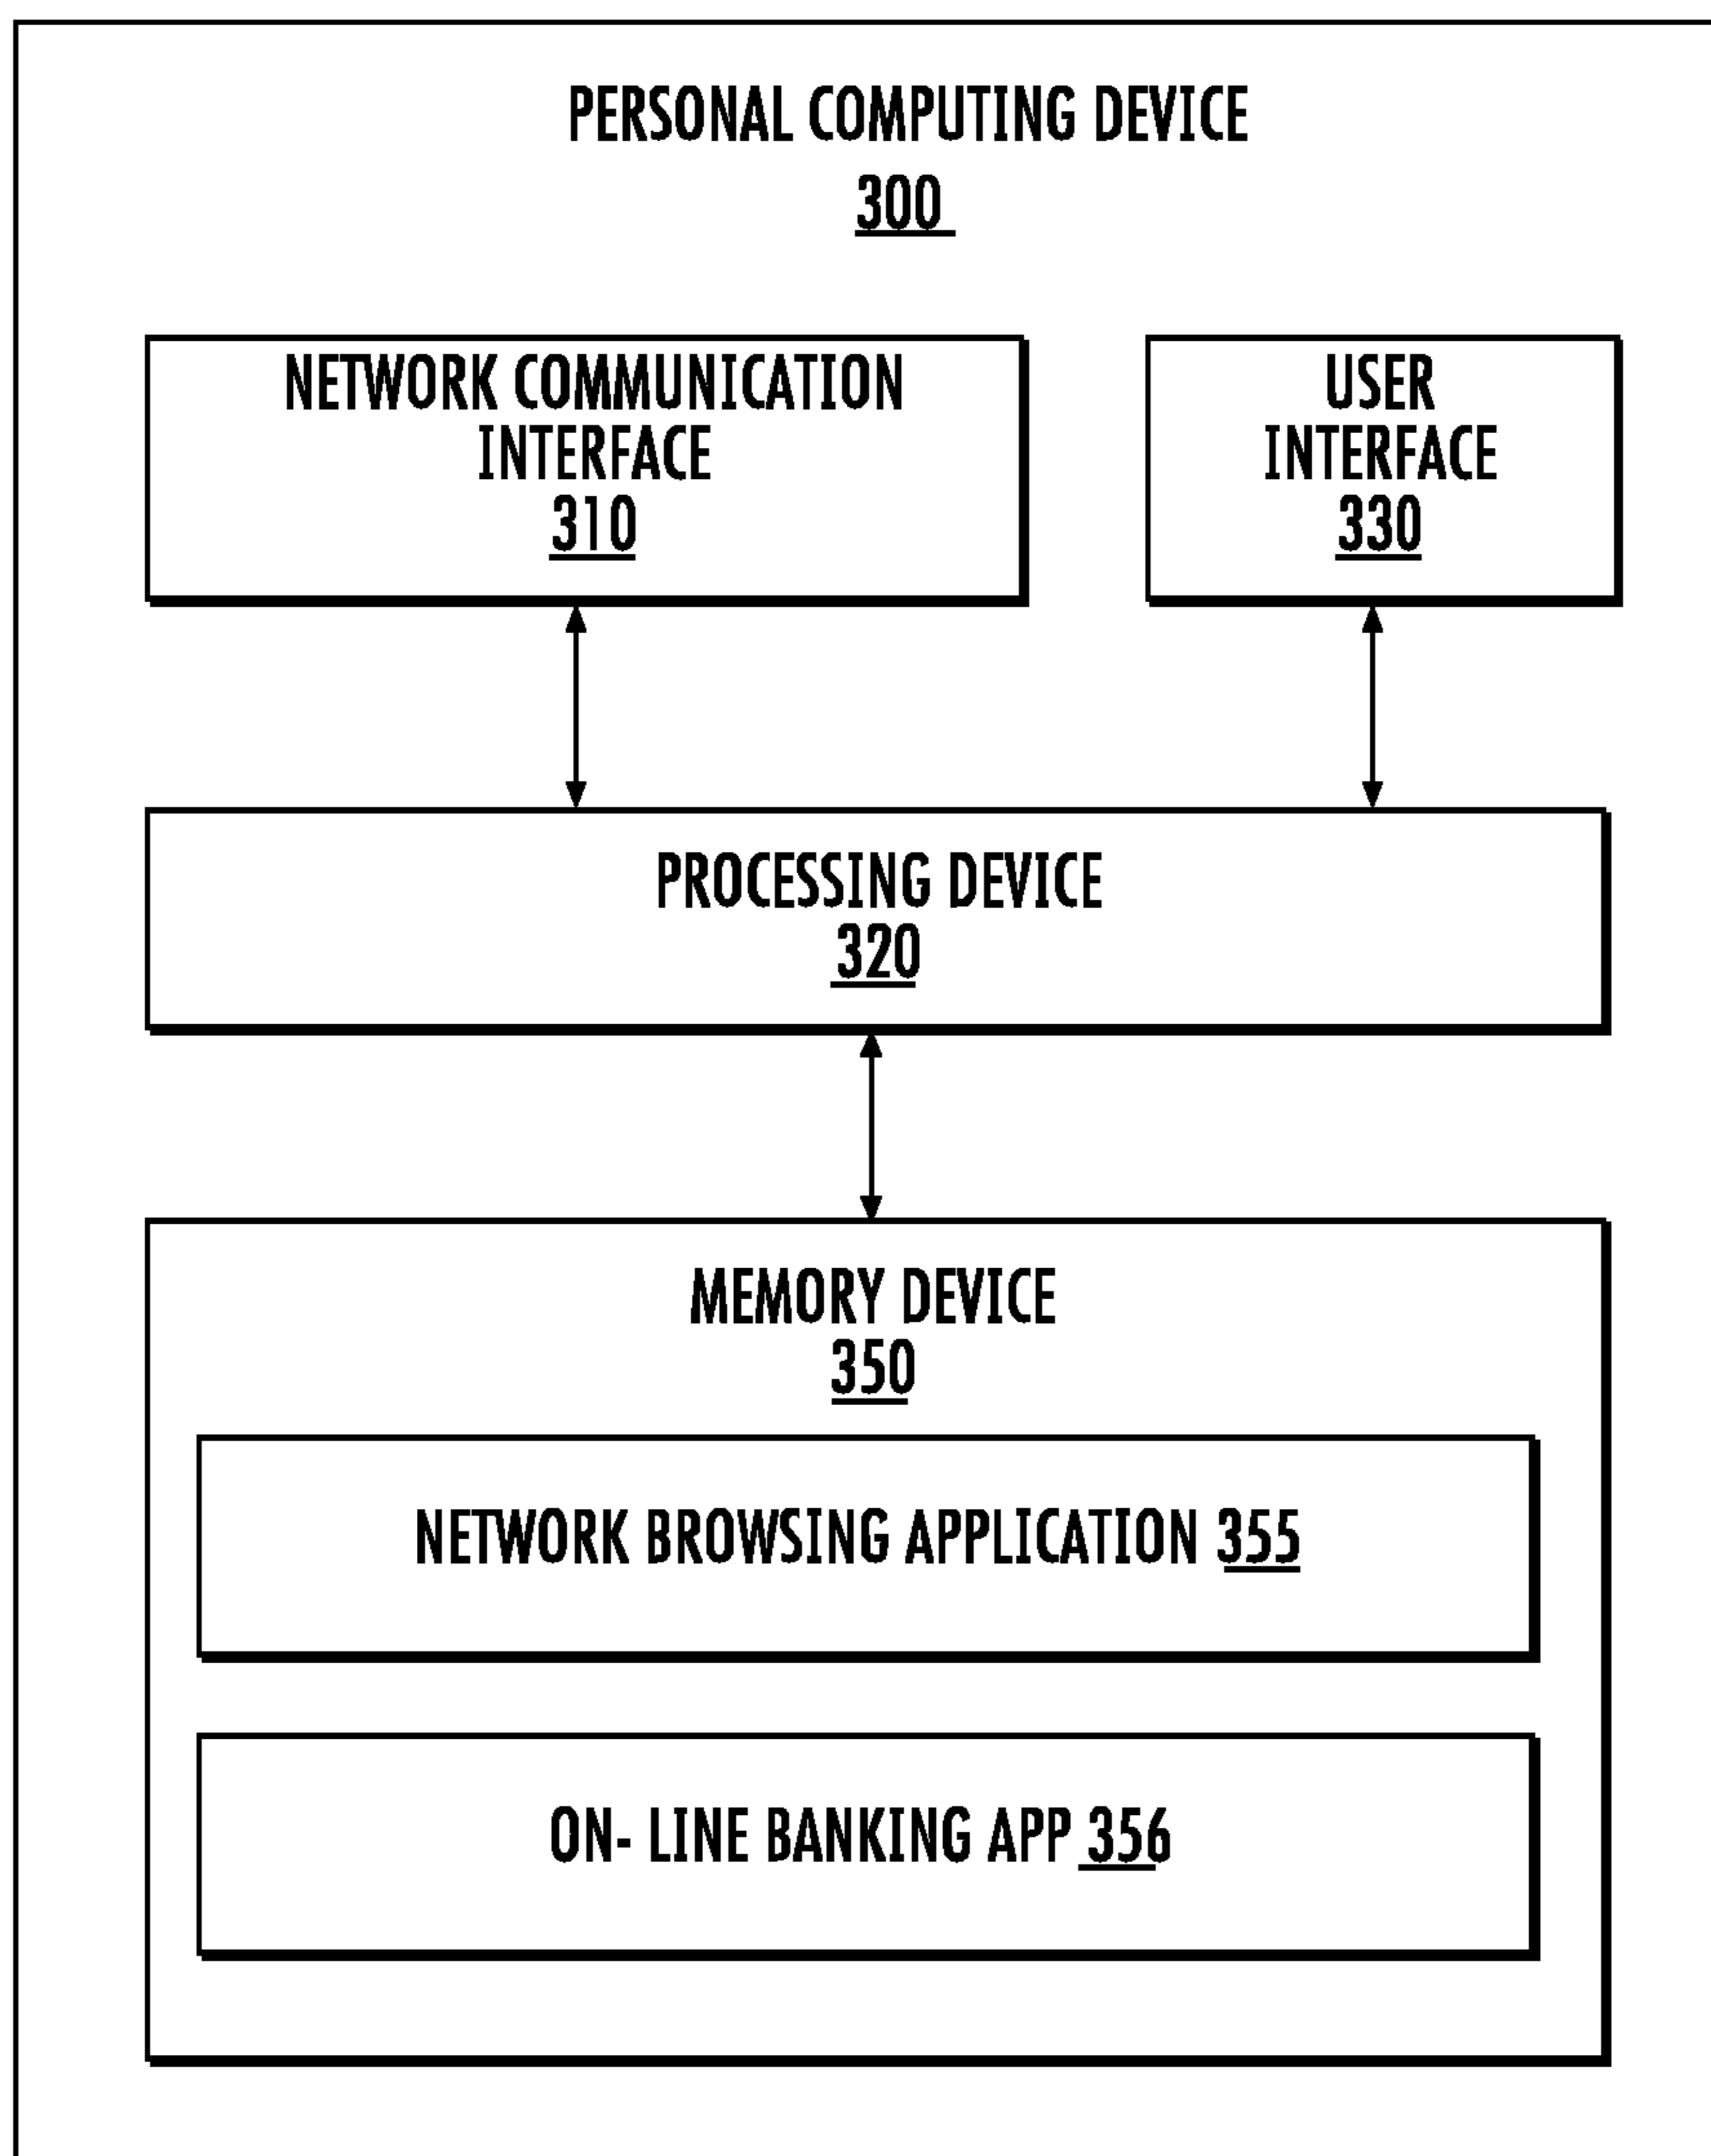 PERSONAL COMPUTING DEVICE
300
NETWORK COMMUNICATION
INTERFACE
310
USER
INTERFACE
330
PROCESSING DEVICE
320
MEMORY DEVICE
350
NETWORK BROWSING APPLICATION 355
ON- LINE BANKING APP 356